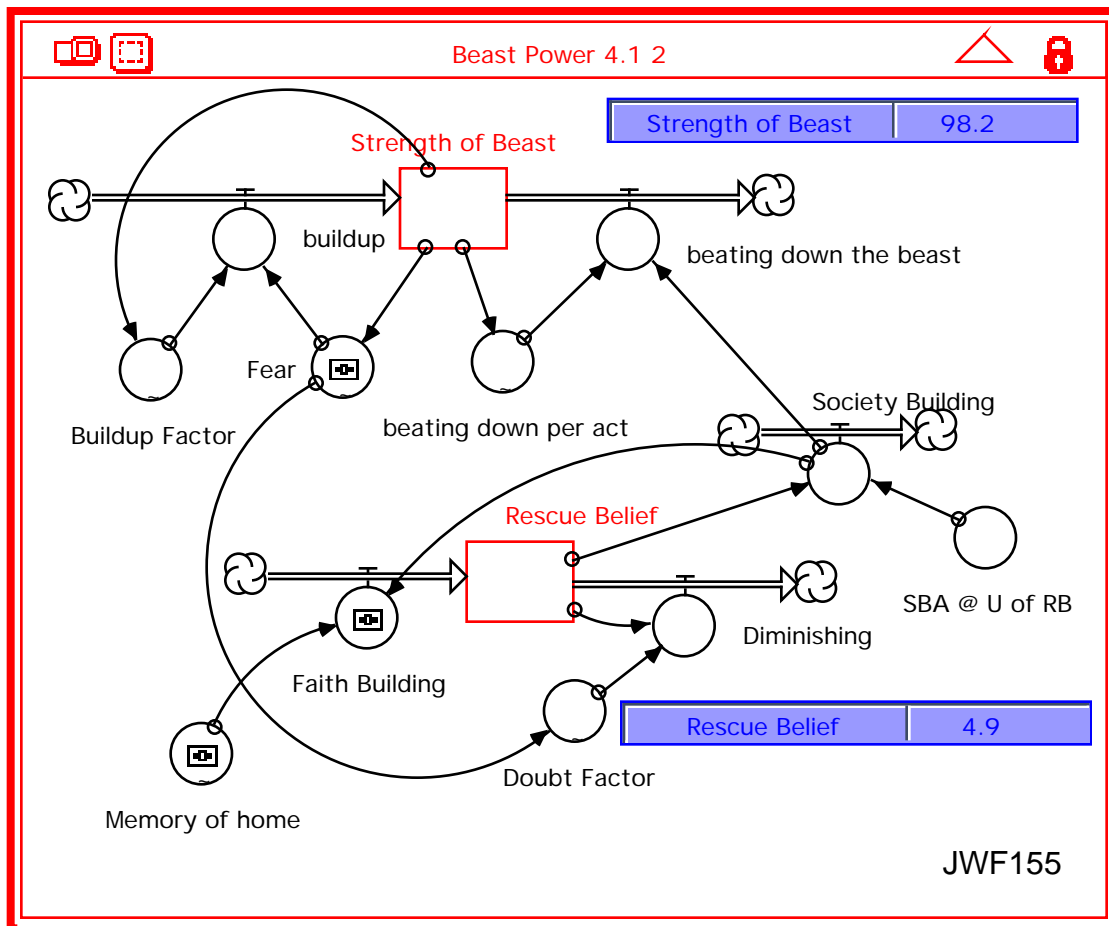 Beast Power 4.1 2
Strength of Beast 98.2
Strength of Beast
buildup
beating down the beast
Fear
Society Building
Buildup Factor
beating down per act
Rescue Belief
SBA @ U of RB
Diminishing
Faith Building
Rescue Belief 4.9
Doubt Factor
Memory of home
JWF155